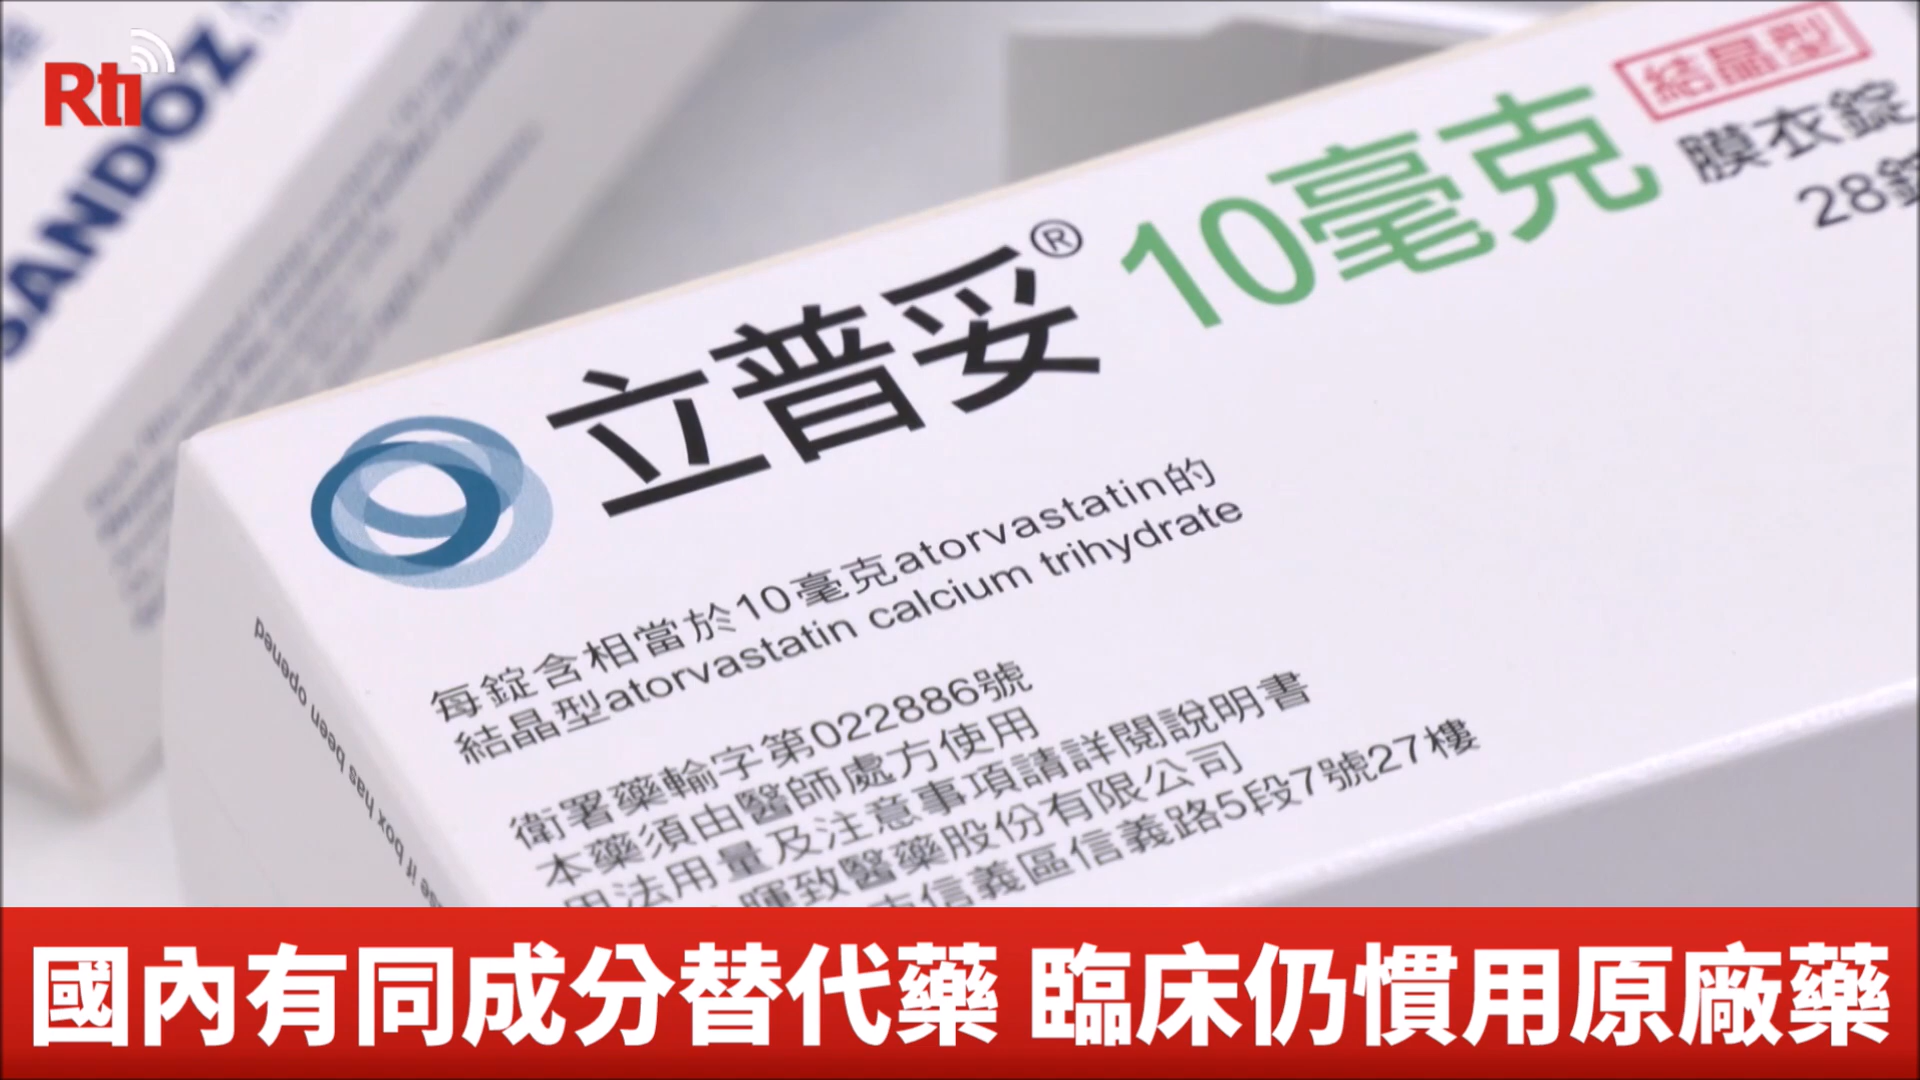 Rti
SANDOZ
結晶型
立普妥® 10毫克
膜衣錠
28錠
每錠含相當於10毫克atorvastatin的
結晶型atorvastatin calcium trihydrate
衛署藥輸字第022886號
本藥須由醫師處方使用
用法用量及注意事項請詳閱說明書
暉致醫藥股份有限公司
信義區信義路5段7號27樓
if box has been opened
國內有同成分替代藥 臨床仍慣用原廠藥